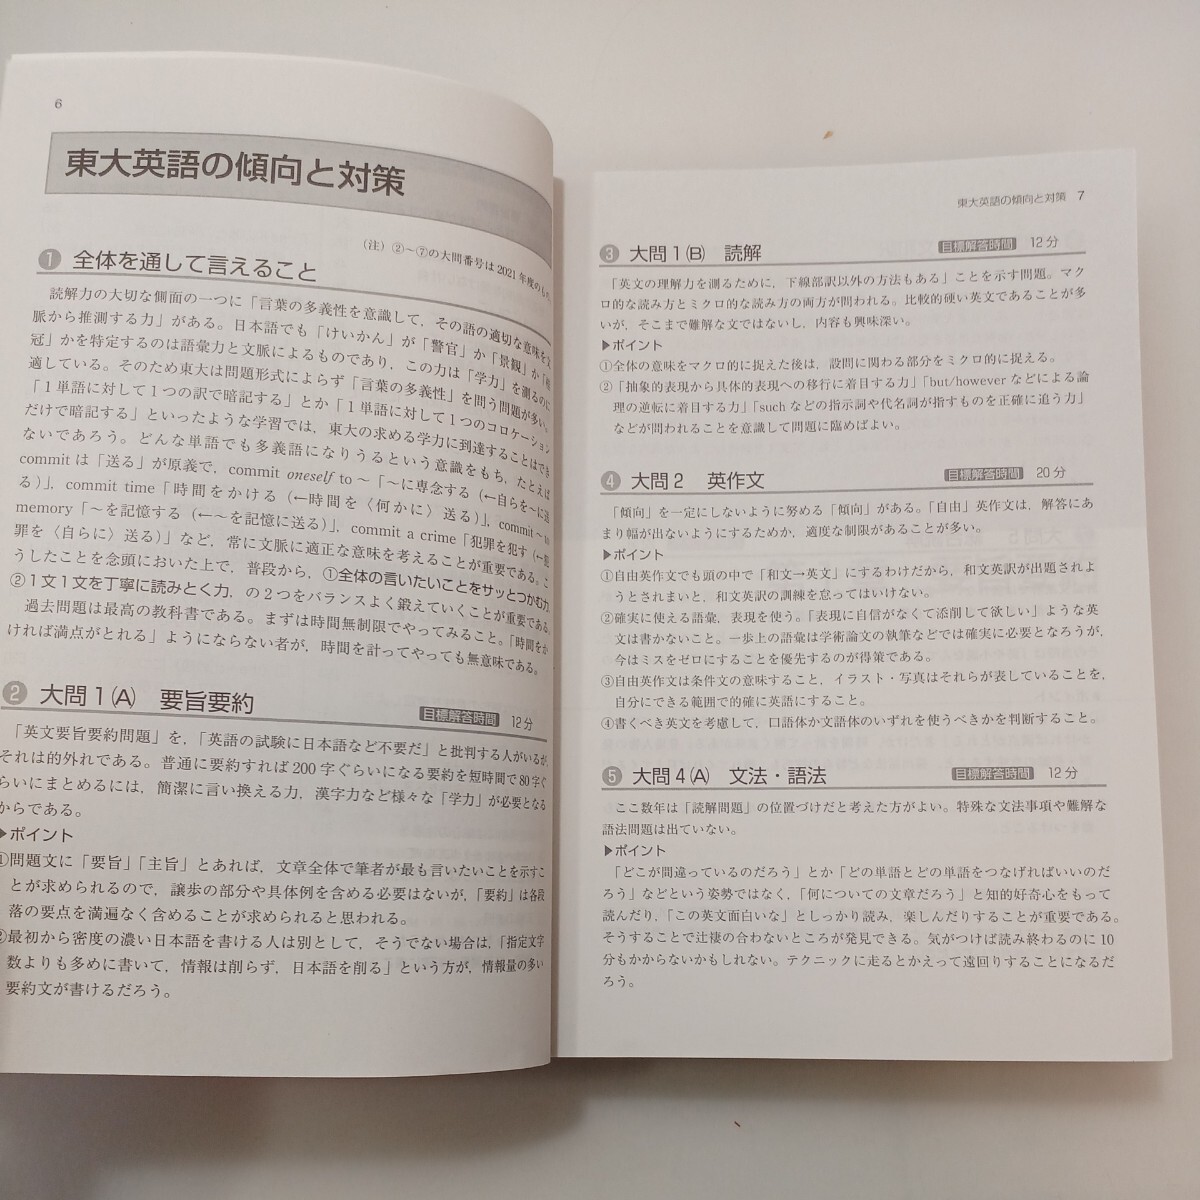 6
東大英語の傾向と対策
(注) ②〜⑦の大問番号は2021年度のもの。
1 全体を通して言えること
読解力の大切な側面の一つに「言葉の多義性を意識して，その語の適切な意味を文
脈から推測する力」がある。日本語でも「けいかん」が「警官」か「景観」か「桂
冠」かを特定するのは語彙力と文脈によるものであり，この力は「学力」を測るのに
適している。そのため東大は問題形式によらず「言葉の多義性」を問う問題が多い。
「1単語に対して1つの訳で暗記する」とか「1単語に対して1つのコロケーション
だけで暗記する」といったような学習では，東大の求める学力に到達することはでき
ないであろう。どんな単語でも多義語になりうるという意識をもち，たとえば
commit は「送る」が原義で，commit oneself to 〜「〜に専念する（←自らを〜に送
る）」，commit time「時間をかける（←時間を〈何かに〉送る）」，commit 〜 to
memory「〜を記憶する（←〜を記憶に送る）」，commit a crime「犯罪を犯す（←犯
罪を〈自らに〉送る）」など，常に文脈に適正な意味を考えることが重要である。こ
うしたことを念頭においた上で，普段から，①全体の言いたいことをサッとつかむ力，
②1文1文を丁寧に読みとく力，の2つをバランスよく鍛えていくことが重要である。
過去問題は最高の教科書である。まずは時間無制限でやってみること。「時間をか
ければ満点がとれる」ようにならない者が，時間を計ってやっても無意味である。
2 大問1(A) 要旨要約 目標解答時間 12分
「英文要旨要約問題」を，「英語の試験に日本語など不要だ」と批判する人がいるが，
それは的外れである。普通に要約すれば200字ぐらいになる要約を短時間で80字ぐ
らいにまとめるには，簡潔に言い換える力，漢字力など様々な「学力」が必要となる
からである。
▶ポイント
①問題文に「要旨」「主旨」とあれば，文章全体で筆者が最も言いたいことを示すこ
とが求められるので，譲歩の部分や具体例を含める必要はないが，「要約」は各段
落の要点を満遍なく含めることが求められると思われる。
②最初から密度の濃い日本語を書ける人は別として，そうでない場合は，「指定文字
数よりも多めに書いて，情報は削らず，日本語を削る」という方が，情報量の多い
要約文が書けるだろう。
東大英語の傾向と対策 7
3 大問1(B) 読解 目標解答時間 12分
「英文の理解力を測るために，下線部訳以外の方法もある」ことを示す問題。マク
ロ的な読み方とミクロ的な読み方の両方が問われる。比較的硬い英文であることが多
いが，そこまで難解な文ではないし，内容も興味深い。
▶ポイント
①全体の意味をマクロ的に捉えた後は，設問に関わる部分をミクロ的に捉える。
②「抽象的表現から具体的表現への移行に着目する力」「but/however などによる論
理の逆転に着目する力」「such などの指示詞や代名詞が指すものを正確に追う力」
などが問われることを意識して問題に臨めばよい。
4 大問2 英作文 目標解答時間 20分
「傾向」を一定にしないように努める「傾向」がある。「自由」英作文は，解答にあ
まり幅が出ないようにするためか，適度な制限があることが多い。
▶ポイント
①自由英作文でも頭の中で「和文→英文」にするわけだから，和文英訳が出題されよ
うとされまいと，和文英訳の訓練を怠ってはいけない。
②確実に使える語彙，表現を使う。「表現に自信がなくて添削して欲しい」ような英
文は書かないこと。一歩上の語彙は学術論文の執筆などでは確実に必要となろうが，
今はミスをゼロにすることを優先するのが得策である。
③自由英作文は条件文の意味すること，イラスト・写真はそれらが表していることを，
自分にできる範囲で的確に英語にすること。
④書くべき英文を考慮して，口語体か文語体のいずれを使うべきかを判断すること。
5 大問4(A) 文法・語法 目標解答時間 12分
ここ数年は「読解問題」の位置づけだと考えた方がよい。特殊な文法事項や難解な
語法問題は出ていない。
▶ポイント
「どこが間違っているのだろう」とか「どの単語とどの単語をつなげればいいのだ
ろう」などという姿勢ではなく，「何についての文章だろう」と知的好奇心をもって
読んだり，「この英文面白いな」としっかり読み，楽しんだりすることが重要である。
そうすることで辻褄の合わないところが発見できる。気がつけば読み終わるのに10
分もかからないかもしれない。テクニックに走るとかえって遠回りすることになるだ
ろう。